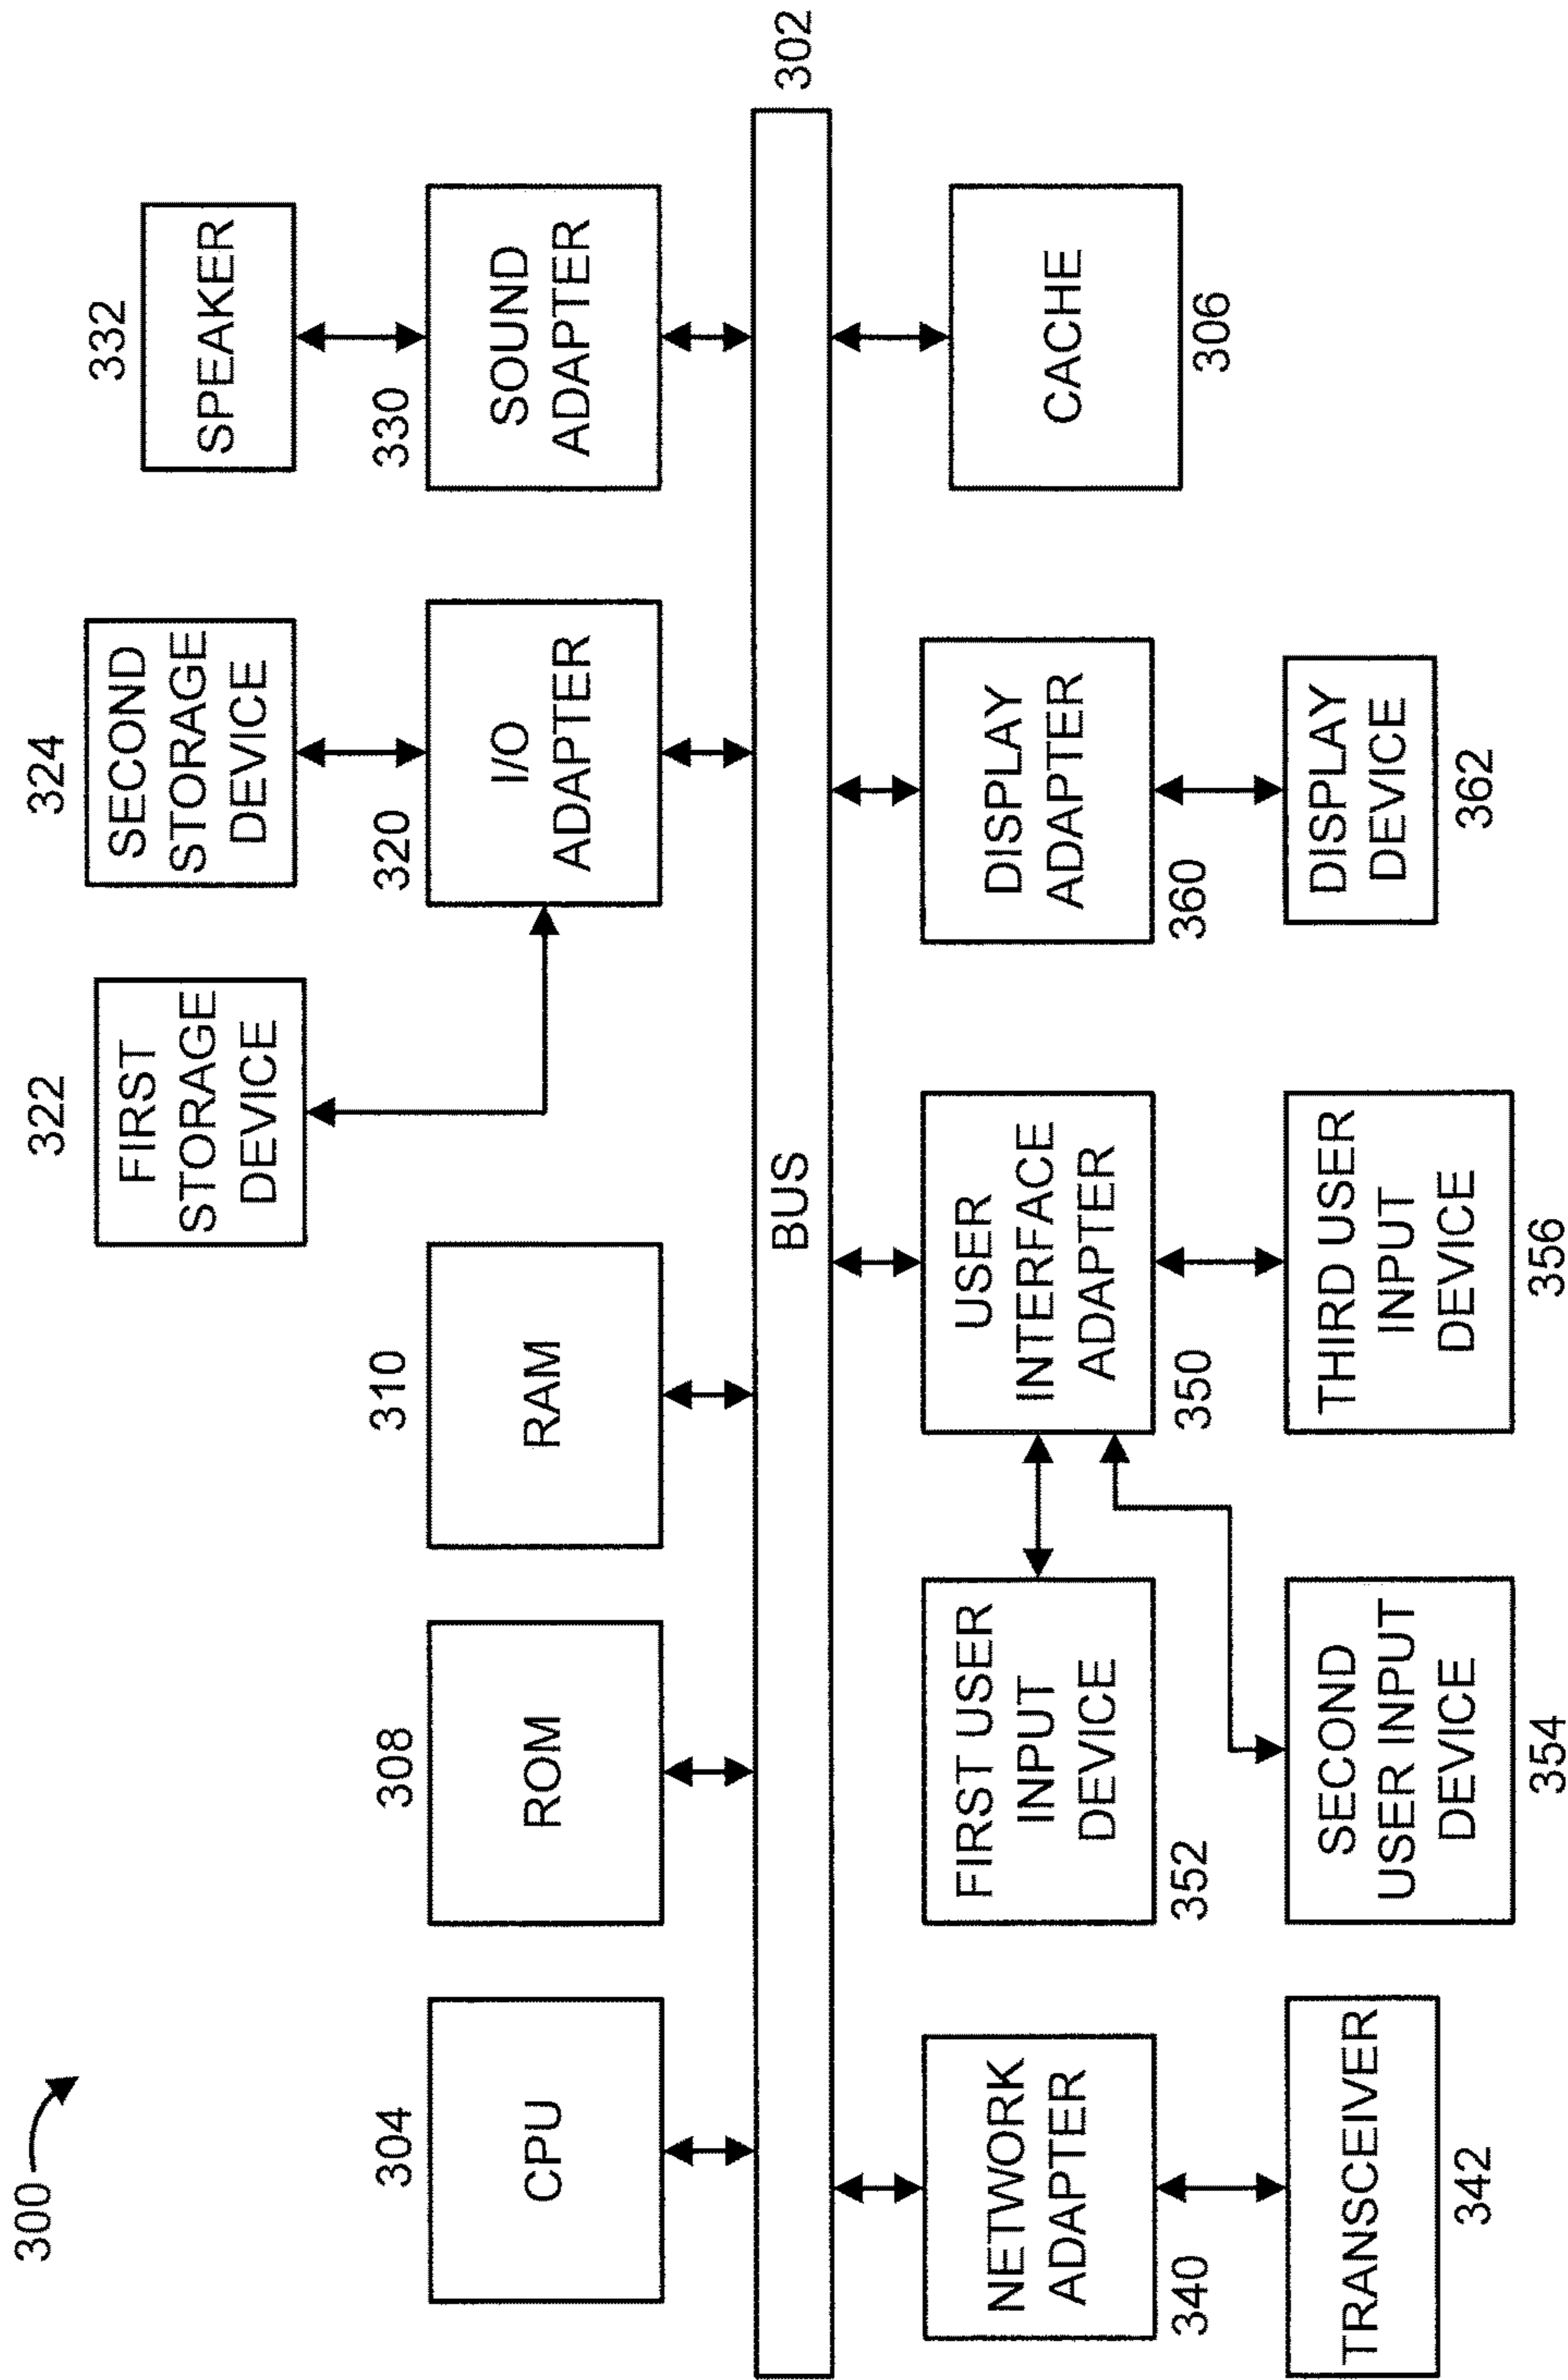 300
304
CPU
308
ROM
310
RAM
322
FIRST
STORAGE
DEVICE
324
SECOND
STORAGE
DEVICE
320
I/O
ADAPTER
332
SPEAKER
330
SOUND
ADAPTER
BUS
302
NETWORK
ADAPTER
340
TRANSCEIVER
342
FIRST USER
INPUT
DEVICE
352
SECOND
USER INPUT
DEVICE
354
USER
INTERFACE
ADAPTER
350
THIRD USER
INPUT
DEVICE
356
DISPLAY
ADAPTER
360
DISPLAY
DEVICE
362
CACHE
306